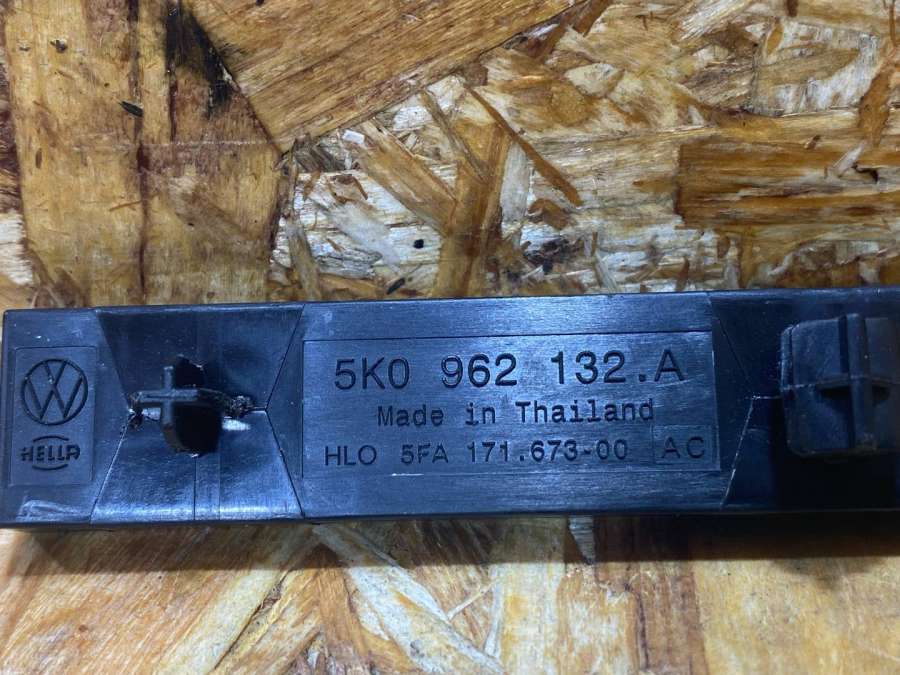 VW
HELLA
5K0 962 132.A
Made in Thailand
HLO 5FA 171.673-00 AC